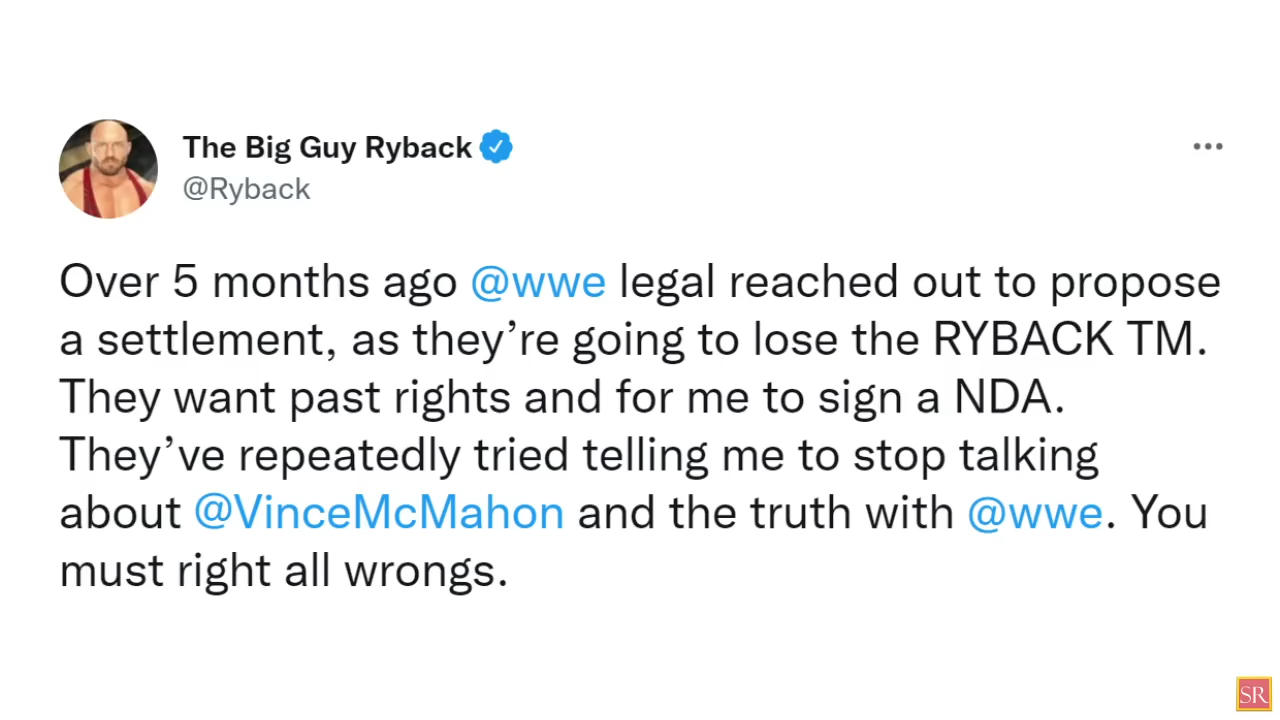 The Big Guy Ryback
@Ryback
Over 5 months ago @wwe legal reached out to propose
a settlement, as they’re going to lose the RYBACK TM.
They want past rights and for me to sign a NDA.
They’ve repeatedly tried telling me to stop talking
about @VinceMcMahon and the truth with @wwe. You
must right all wrongs.
SR